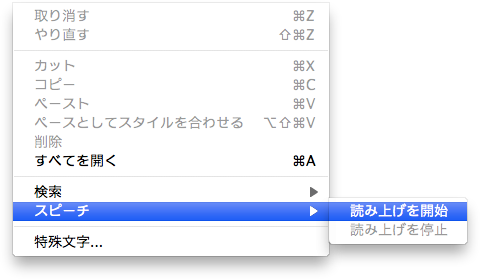 取り消す ⌘Z
やり直す ⇧⌘Z
カット ⌘X
コピー ⌘C
ペースト ⌘V
ペースとしてスタイルを合わせる ⌥⇧⌘V
削除
すべてを開く ⌘A
検索 ▶
スピーチ ▶ 読み上げを開始
読み上げを停止
特殊文字...